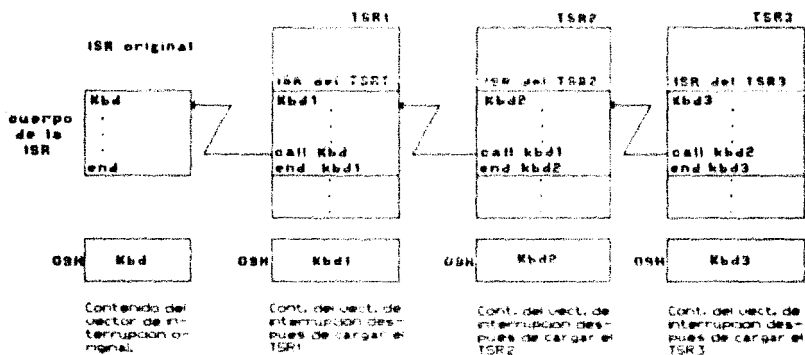 TSR1
TSR2
TSR3
ISR original
ISR del TSR1
ISR del TSR2
ISR del TSR3
Kbd
Kbd1
Kbd2
Kbd3
cuerpo
de la
ISR
.
.
.
.
.
.
.
.
.
.
.
.
call Kbd
call kbd1
call kbd2
end
end kbd1
end kbd2
end kbd3
09H
Kbd
09H
Kbd1
09H
Kbd2
09H
Kbd3
Contenido del
vector de in-
terrupcion o-
riginal.
Cont. del vect. de
interrupcion des-
pues de cargar el
TSR1
Cont. del vect. de
interrupcion des-
pues de cargar el
TSR2
Cont. del vect. de
interrupcion des-
pues de cargar el
TSR3